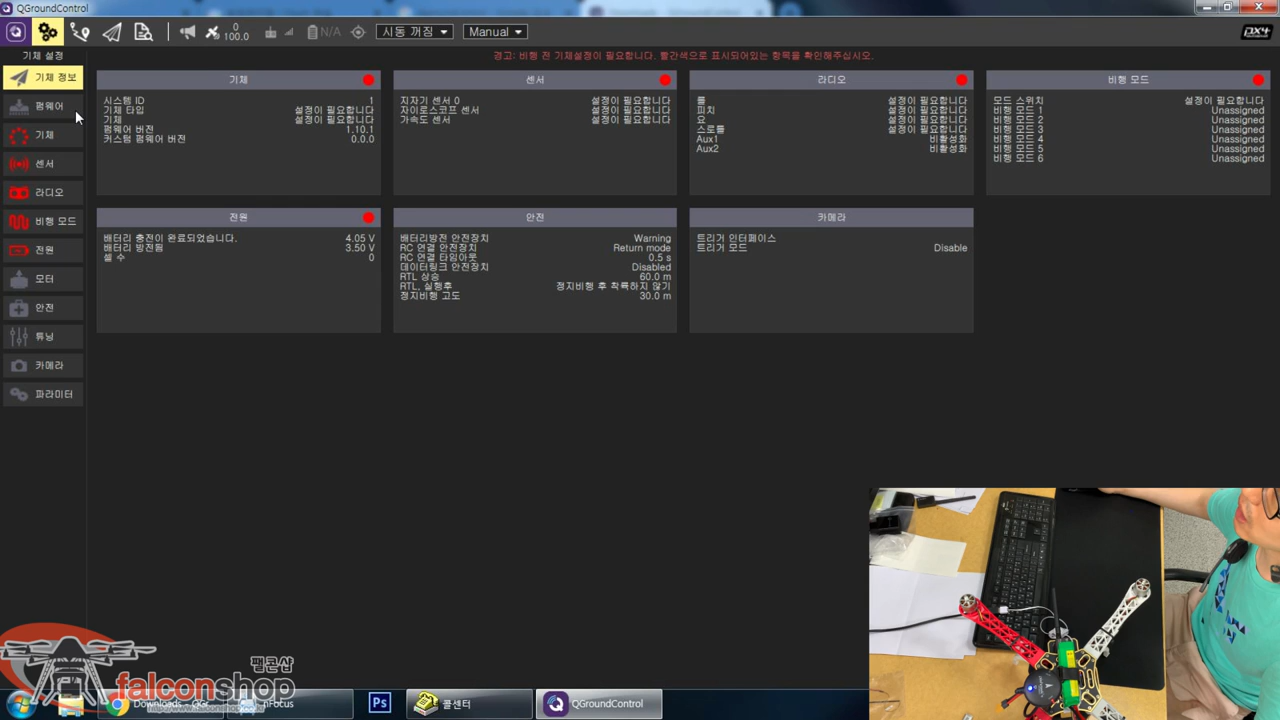 QGroundControl
0
100.0
N/A
시동 꺼짐
Manual
PX4
기체 설정
경고: 비행 전 기체설정이 필요합니다. 빨간색으로 표시되어있는 항목을 확인해주십시오.
기체 정보
펌웨어
기체
센서
라디오
비행 모드
전원
모터
안전
튜닝
카메라
파라미터
기체
시스템 ID 1
기체 타입 설정이 필요합니다
기체 설정이 필요합니다
펌웨어 버전 1.10.1
커스텀 펌웨어 버전 0.0.0
센서
지자기 센서 0 설정이 필요합니다
자이로스코프 센서 설정이 필요합니다
가속도 센서 설정이 필요합니다
라디오
롤 설정이 필요합니다
피치 설정이 필요합니다
요 설정이 필요합니다
스로틀 설정이 필요합니다
Aux1 비활성화
Aux2 비활성화
비행 모드
모드 스위치 설정이 필요합니다
비행 모드 1 Unassigned
비행 모드 2 Unassigned
비행 모드 3 Unassigned
비행 모드 4 Unassigned
비행 모드 5 Unassigned
비행 모드 6 Unassigned
전원
배터리 충전이 완료되었습니다. 4.05 V
배터리 방전됨 3.50 V
셀 수 0
안전
배터리방전 안전장치 Warning
RC 연결 안전장치 Return mode
RC 연결 타임아웃 0.5 s
데이터링크 안전장치 Disabled
RTL 상승 60.0 m
RTL, 실행후 정지비행 후 착륙하지 않기
정지비행 고도 30.0 m
카메라
트리거 인터페이스
트리거 모드 Disable
팰콘샵
falconshop
Downloads - QGr
nFocus
Ps
콜센터
QGroundControl